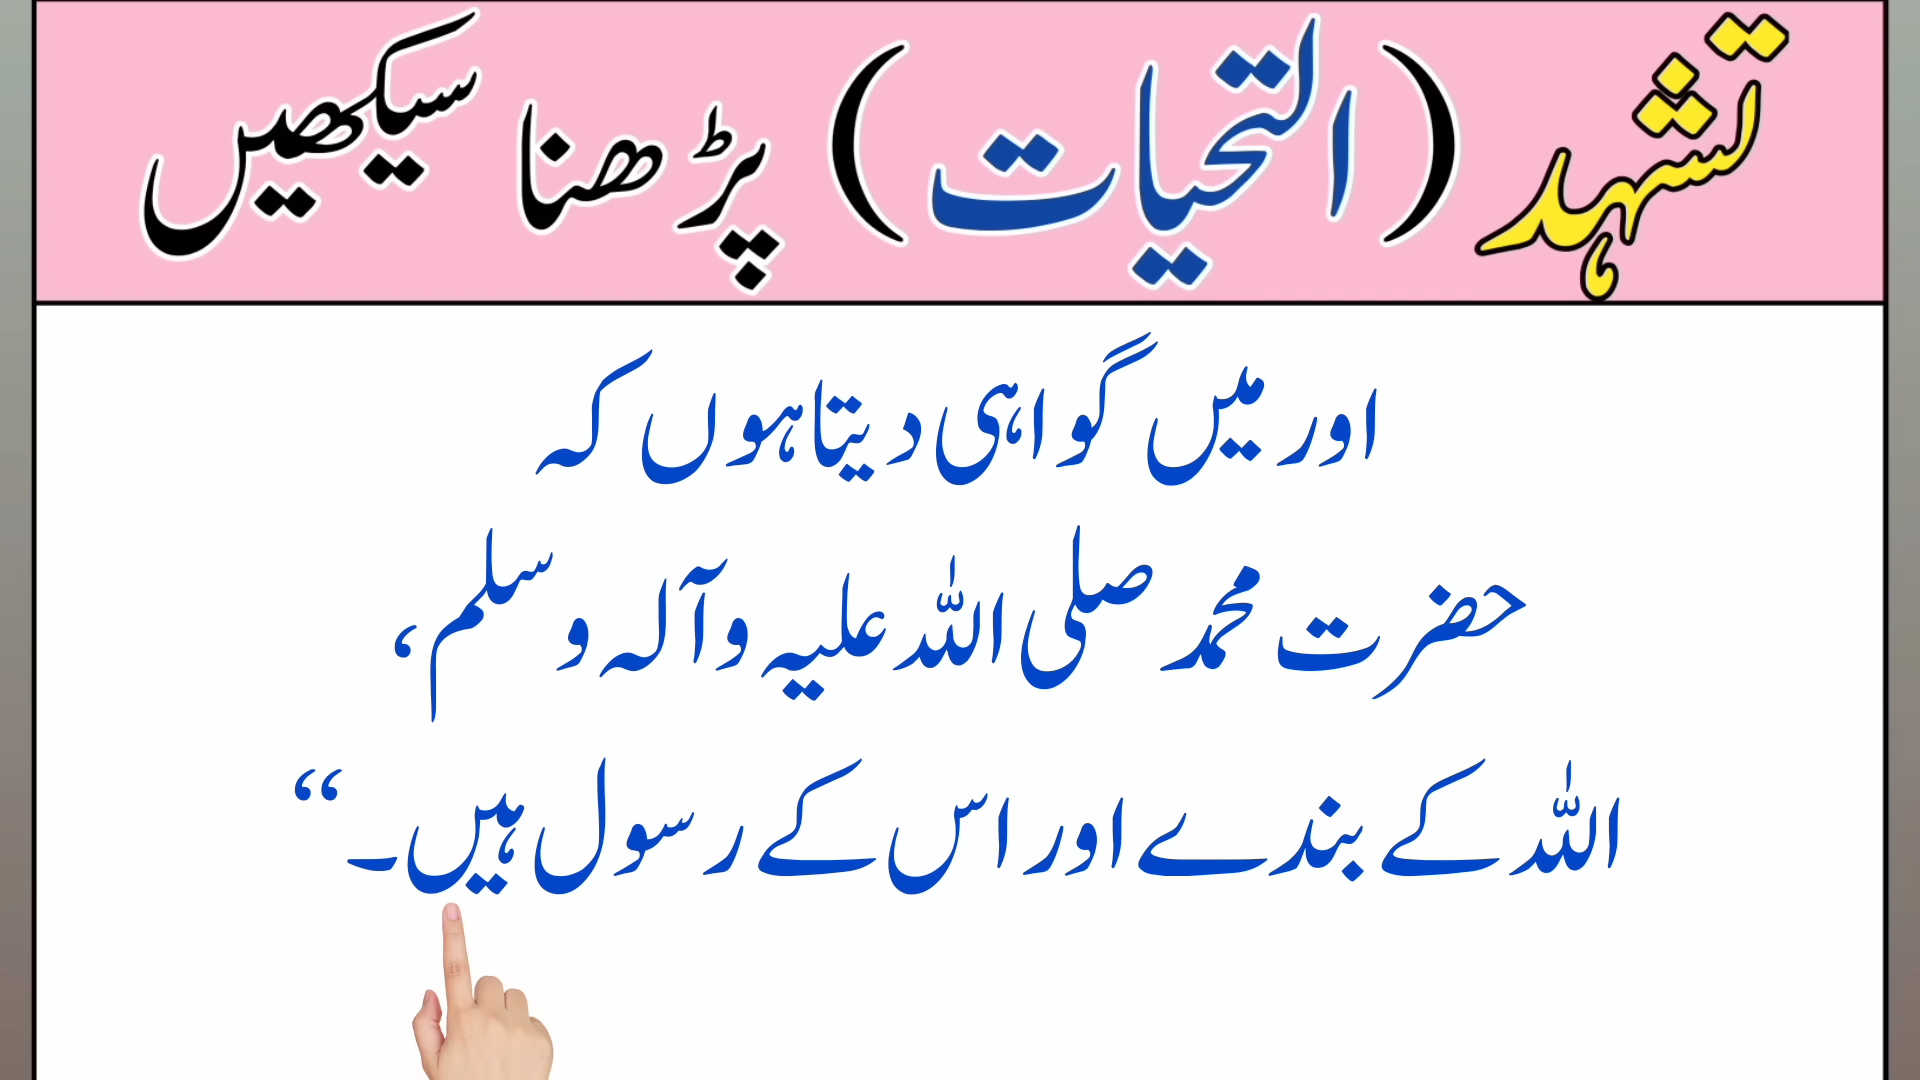 تشہد (التحیات) پڑھنا سیکھیں
اور میں گواہی دیتا ہوں کہ
حضرت محمد صلی اللہ علیہ وآلہ وسلم،
اللہ کے بندے اور اس کے رسول ہیں۔“